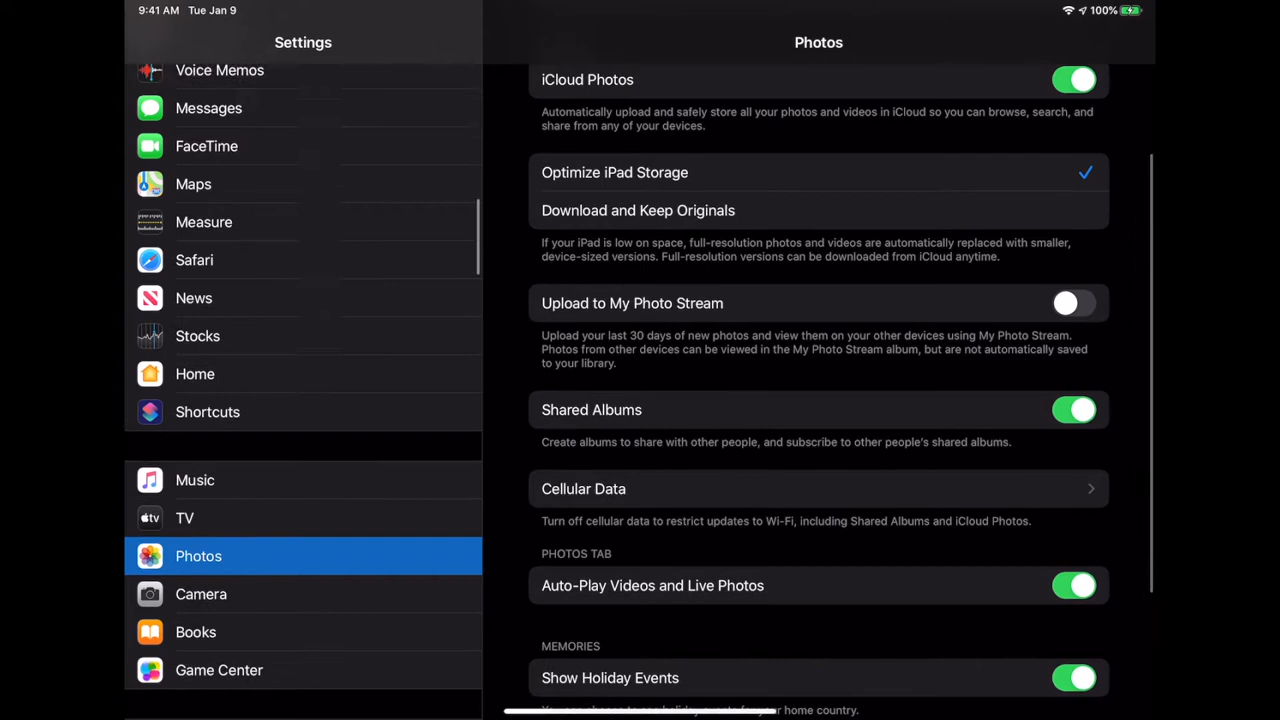 9:41 AM Tue Jan 9
100%
Settings
Voice Memos
Messages
FaceTime
Maps
Measure
Safari
News
Stocks
Home
Shortcuts
Music
tv TV
Photos
Camera
Books
Game Center
Photos
iCloud Photos
Automatically upload and safely store all your photos and videos in iCloud so you can browse, search, and
share from any of your devices.
Optimize iPad Storage
Download and Keep Originals
If your iPad is low on space, full-resolution photos and videos are automatically replaced with smaller,
device-sized versions. Full-resolution versions can be downloaded from iCloud anytime.
Upload to My Photo Stream
Upload your last 30 days of new photos and view them on your other devices using My Photo Stream.
Photos from other devices can be viewed in the My Photo Stream album, but are not automatically saved
to your library.
Shared Albums
Create albums to share with other people, and subscribe to other people's shared albums.
Cellular Data
Turn off cellular data to restrict updates to Wi-Fi, including Shared Albums and iCloud Photos.
PHOTOS TAB
Auto-Play Videos and Live Photos
MEMORIES
Show Holiday Events
home country.